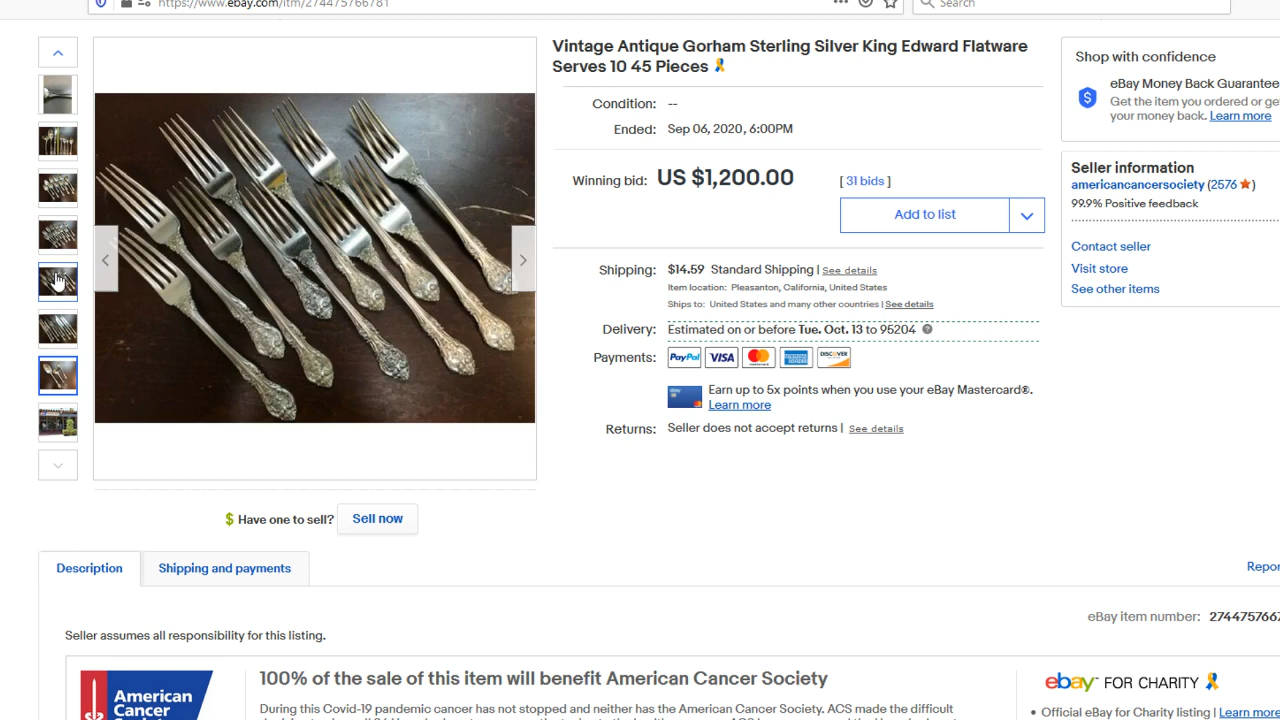 https://www.ebay.com/itm/274475766781
Search
Vintage Antique Gorham Sterling Silver King Edward Flatware
Serves 10 45 Pieces
Condition: --
Ended: Sep 06, 2020, 6:00PM
Winning bid: US $1,200.00 [ 31 bids ]
Add to list
Shipping: $14.59 Standard Shipping | See details
Item location: Pleasanton, California, United States
Ships to: United States and many other countries | See details
Delivery: Estimated on or before Tue. Oct. 13 to 95204
Payments: PayPal VISA MasterCard AMERICAN EXPRESS DISCOVER
Earn up to 5x points when you use your eBay Mastercard®.
Learn more
Returns: Seller does not accept returns | See details
Shop with confidence
eBay Money Back Guarantee
Get the item you ordered or ge
your money back. Learn more
Seller information
americancancersociety (2576 )
99.9% Positive feedback
Contact seller
Visit store
See other items
$ Have one to sell? Sell now
Description
Shipping and payments
Repor
eBay item number: 2744757667
Seller assumes all responsibility for this listing.
American
Cancer
100% of the sale of this item will benefit American Cancer Society
During this Covid-19 pandemic cancer has not stopped and neither has the American Cancer Society. ACS made the difficult
ebay FOR CHARITY
• Official eBay for Charity listing | Learn more